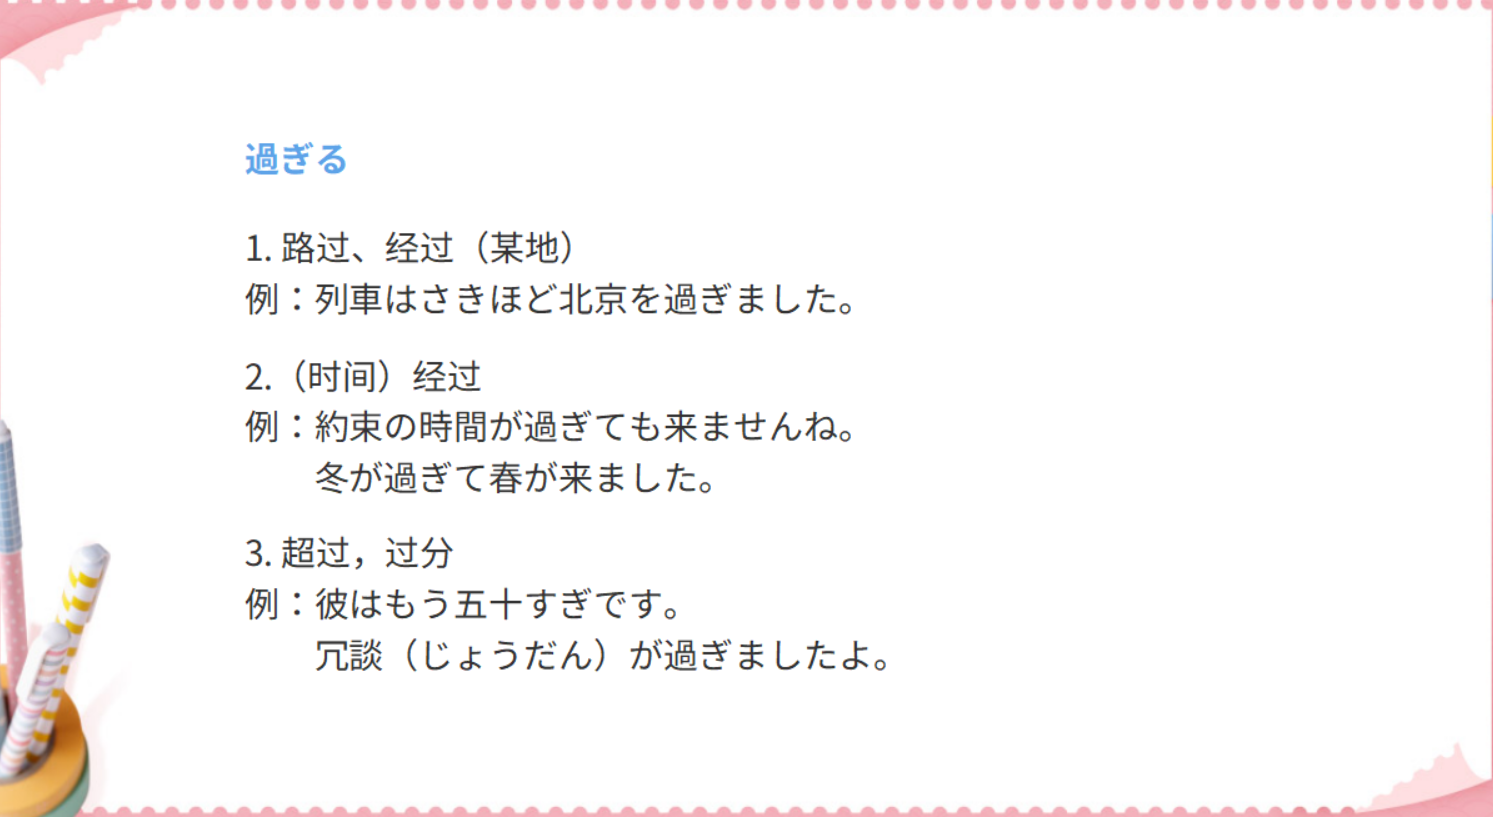 過ぎる
1. 路过、经过（某地）
例：列車はさきほど北京を過ぎました。
2.（时间）经过
例：約束の時間が過ぎても来ませんね。
冬が過ぎて春が来ました。
3. 超过，过分
例：彼はもう五十すぎです。
冗談（じょうだん）が過ぎましたよ。